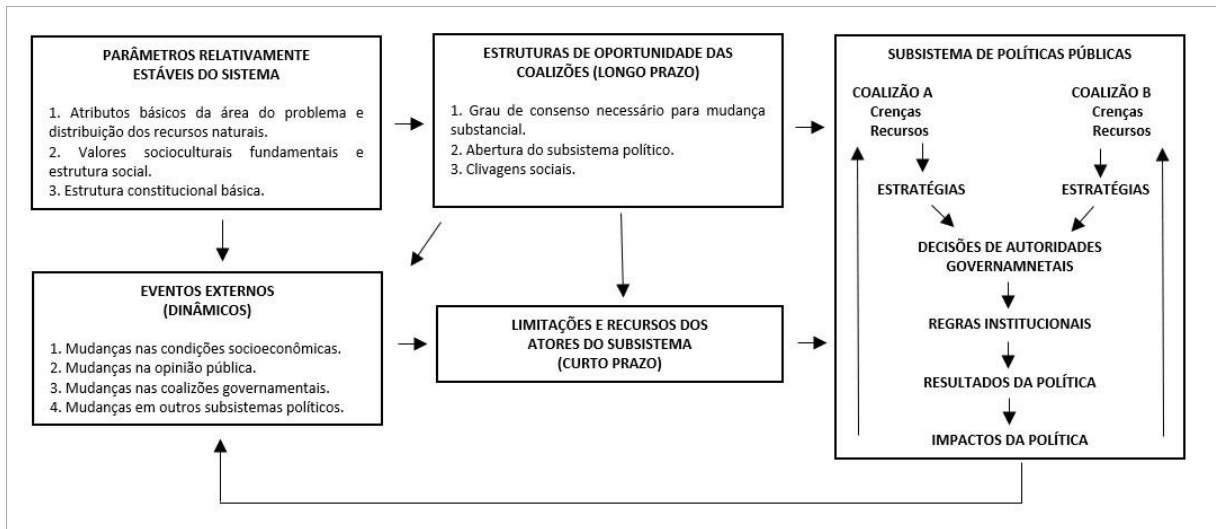 PARÂMETROS RELATIVAMENTE
ESTÁVEIS DO SISTEMA
1. Atributos básicos da área do problema e
distribuição dos recursos naturais.
2. Valores socioculturais fundamentais e
estrutura social.
3. Estrutura constitucional básica.
ESTRUTURAS DE OPORTUNIDADE DAS
COALIZÕES (LONGO PRAZO)
1. Grau de consenso necessário para mudança
substancial.
2. Abertura do subsistema político.
3. Clivagens sociais.
EVENTOS EXTERNOS
(DINÂMICOS)
1. Mudanças nas condições socioeconômicas.
2. Mudanças na opinião pública.
3. Mudanças nas coalizões governamentais.
4. Mudanças em outros subsistemas políticos.
LIMITAÇÕES E RECURSOS DOS
ATORES DO SUBSISTEMA
(CURTO PRAZO)
SUBSISTEMA DE POLÍTICAS PÚBLICAS
COALIZÃO A
Crenças
Recursos
COALIZÃO B
Crenças
Recursos
ESTRATÉGIAS
ESTRATÉGIAS
DECISÕES DE AUTORIDADES
GOVERNAMNETAIS
REGRAS INSTITUCIONAIS
RESULTADOS DA POLÍTICA
IMPACTOS DA POLÍTICA